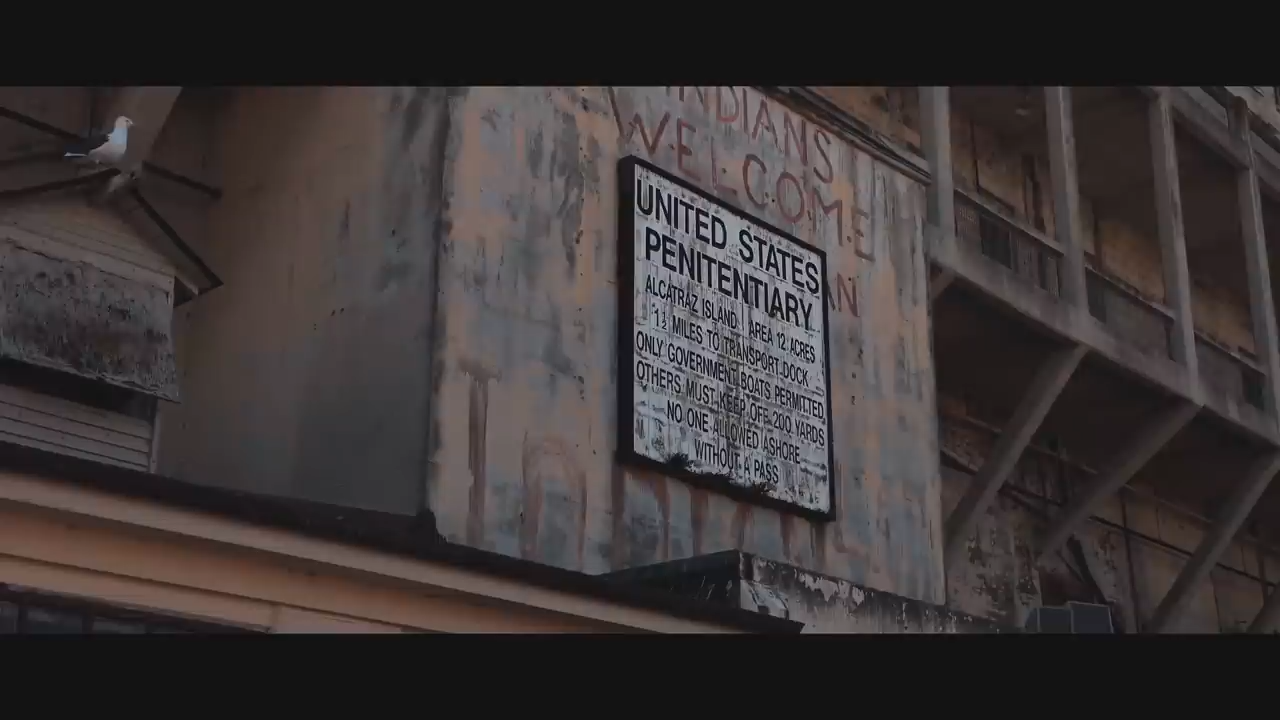 INDIANS
WELCOME
UNITED STATES
PENITENTIARY
ALCATRAZ ISLAND AREA 12 ACRES
1½ MILES TO TRANSPORT DOCK
ONLY GOVERNMENT BOATS PERMITTED
OTHERS MUST KEEP OFF 200 YARDS
NO ONE ALLOWED ASHORE
WITHOUT A PASS